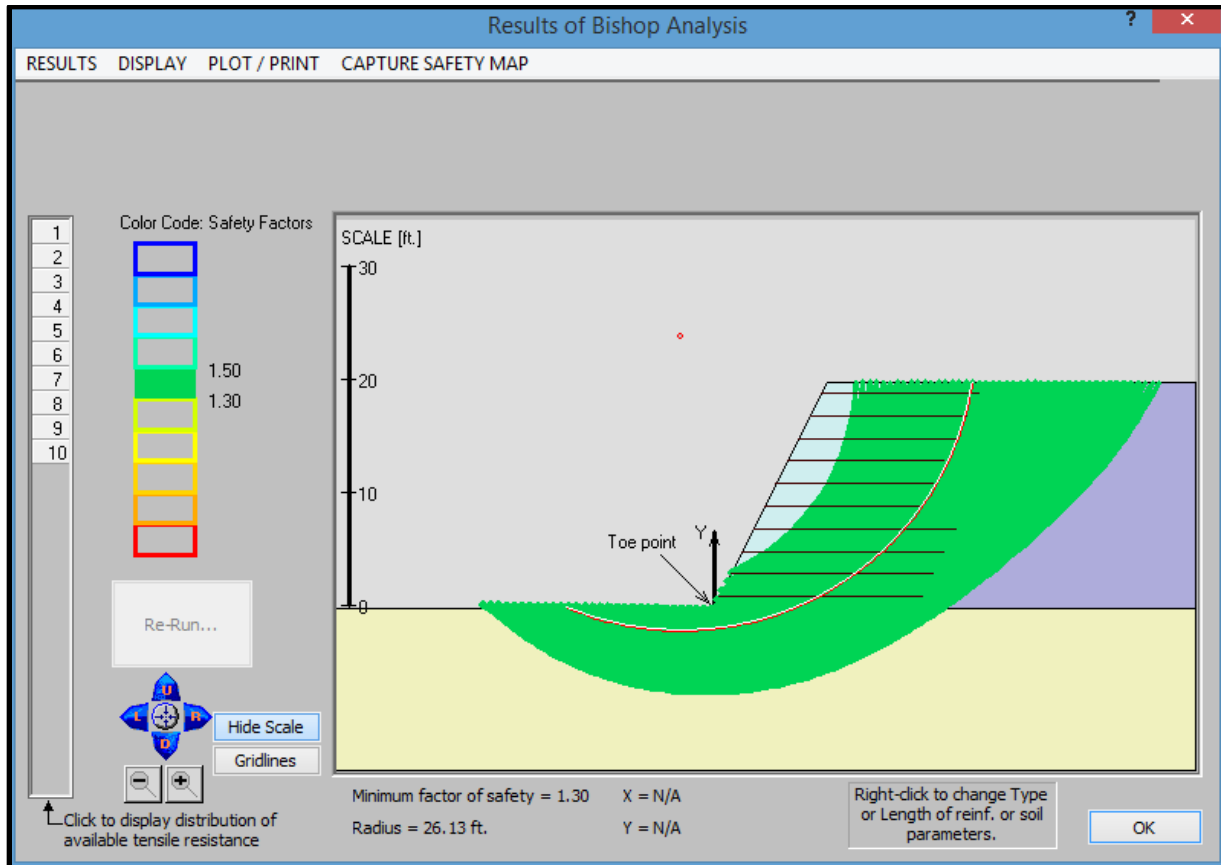 Results of Bishop Analysis
?
RESULTS DISPLAY PLOT / PRINT CAPTURE SAFETY MAP
1
2
3
4
5
6
7
8
9
10
Color Code: Safety Factors
1.50
1.30
SCALE [ft.]
30
20
10
0
Y
Toe point
Re-Run...
U
L
R
D
Hide Scale
Gridlines
Click to display distribution of
available tensile resistance
Minimum factor of safety = 1.30 X = N/A
Radius = 26.13 ft. Y = N/A
Right-click to change Type
or Length of reinf. or soil
parameters.
OK